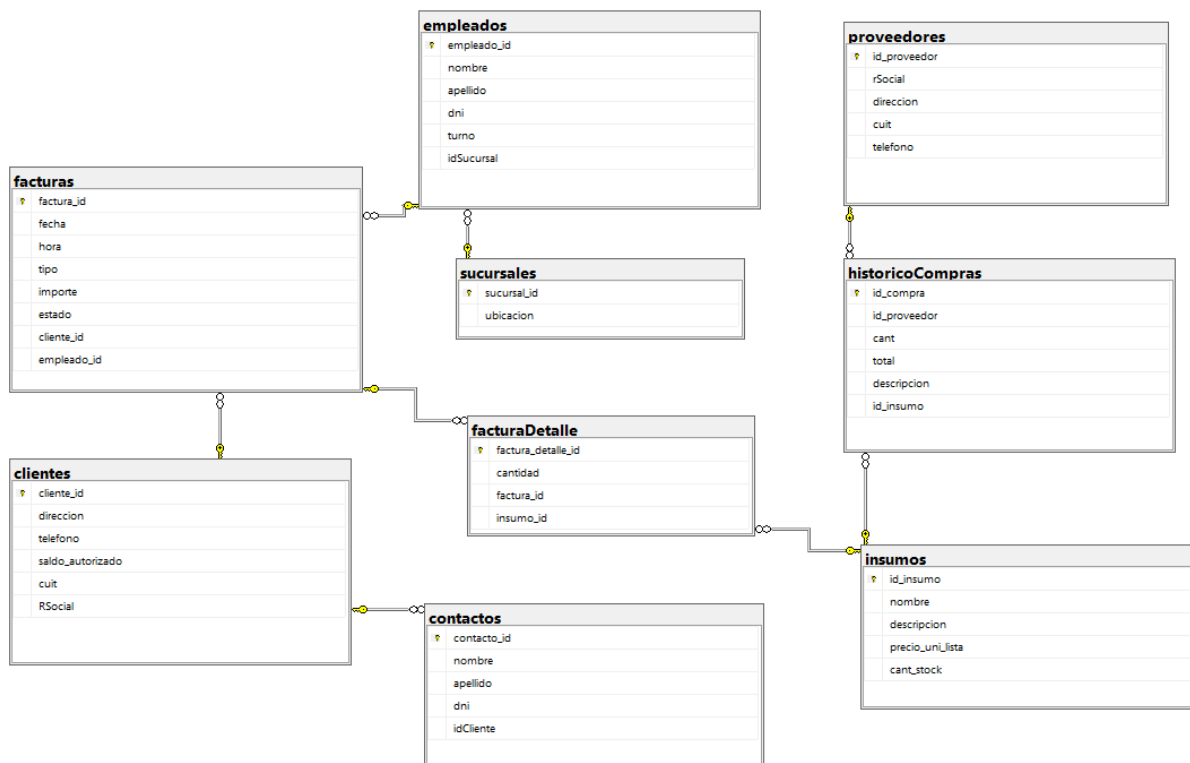 empleados
empleado_id
nombre
apellido
dni
turno
idSucursal
proveedores
id_proveedor
rSocial
direccion
cuit
telefono
facturas
factura_id
fecha
hora
tipo
importe
estado
cliente_id
empleado_id
sucursales
sucursal_id
ubicacion
historicoCompras
id_compra
id_proveedor
cant
total
descripcion
id_insumo
facturaDetalle
factura_detalle_id
cantidad
factura_id
insumo_id
clientes
cliente_id
direccion
telefono
saldo_autorizado
cuit
RSocial
insumos
id_insumo
nombre
descripcion
precio_uni_lista
cant_stock
contactos
contacto_id
nombre
apellido
dni
idCliente